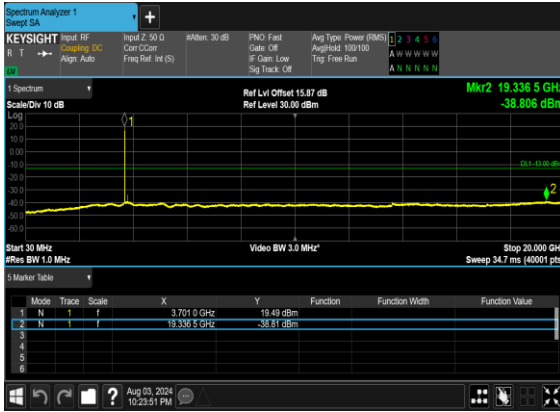 Spectrum Analyzer 1
Swept SA
KEYSIGHT Input: RF Input Z: 50 Ω #Atten: 30 dB PNO: Fast Avg Type: Power (RMS) 1 2 3 4 5 6
R T Coupling: DC Corr CCorr Gate: Off Avg|Hold: 100/100 A W W W W W
Align: Auto Freq Ref: Int (S) IF Gain: Low Trig: Free Run
Sig Track: Off A N N N N N
1 Spectrum Ref Lvl Offset 15.87 dB Mkr2 19.336 5 GHz
Scale/Div 10 dB Ref Level 30.00 dBm -38.806 dBm
Log
20.0
10.0
0.00
-10.0
-20.0
-30.0
-40.0
-50.0
-60.0
1
DL1 -13.00 dBm
2
Start 30 MHz Video BW 3.0 MHz* Stop 20.000 GH
#Res BW 1.0 MHz Sweep 34.7 ms (40001 pts
5 Marker Table
Mode Trace Scale X Y Function Function Width Function Value
1 N 1 f 3.701 0 GHz 19.49 dBm
2 N 1 f 19.336 5 GHz -38.81 dBm
3
4
5
6
? Aug 03, 2024
10:23:51 PM